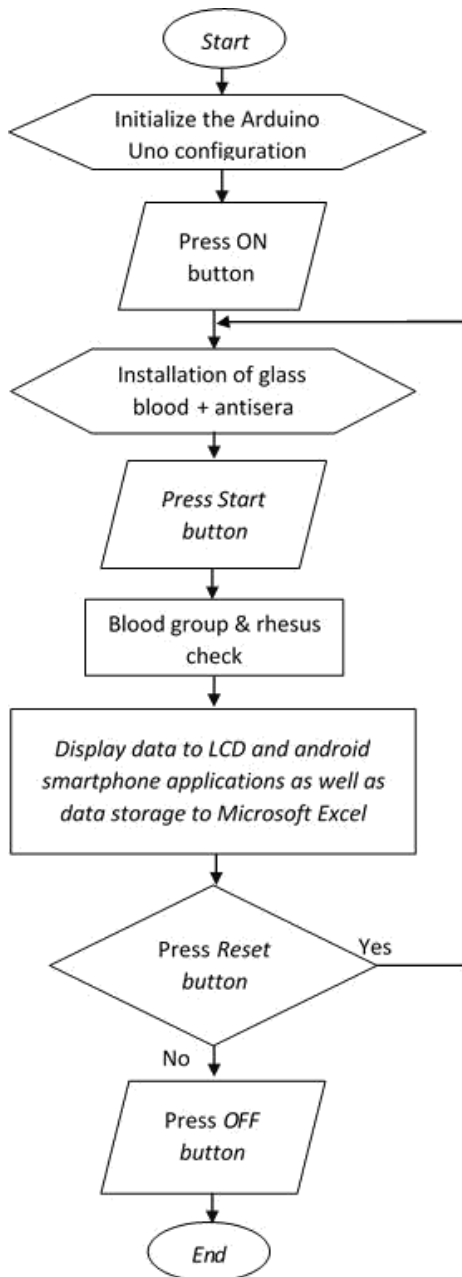 Start
Initialize the Arduino
Uno configuration
Press ON
button
Installation of glass
blood + antisera
Press Start
button
Blood group & rhesus
check
Display data to LCD and android
smartphone applications as well as
data storage to Microsoft Excel
Press Reset
button
Yes
No
Press OFF
button
End